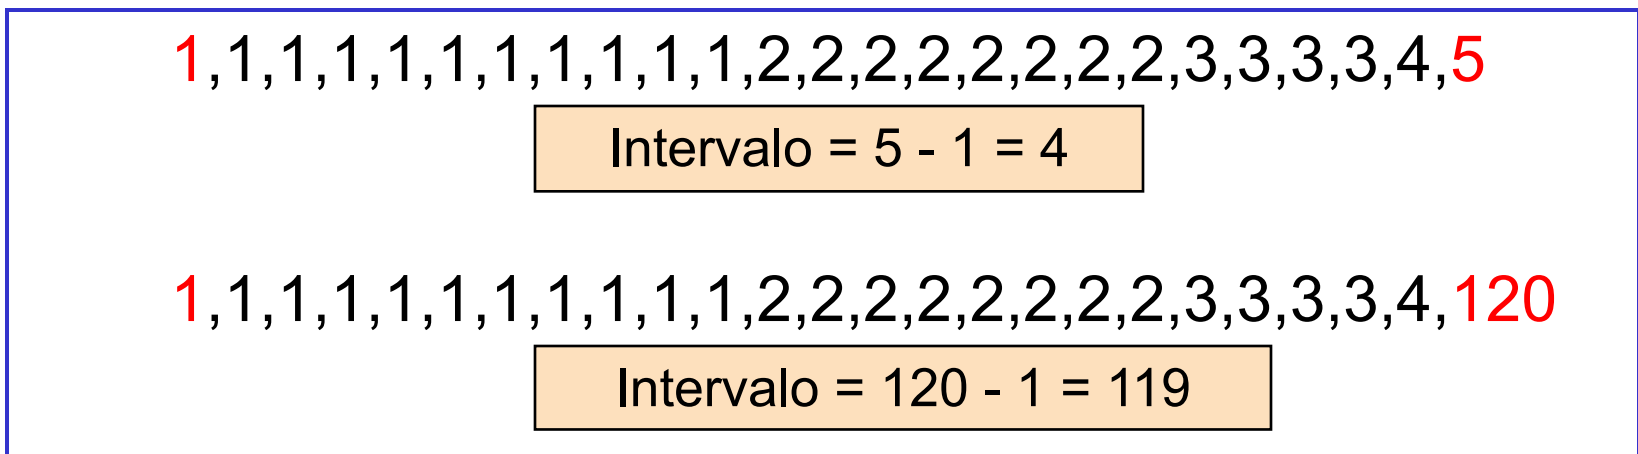 1,1,1,1,1,1,1,1,1,1,1,2,2,2,2,2,2,2,2,3,3,3,3,4,5
Intervalo = 5 - 1 = 4
1,1,1,1,1,1,1,1,1,1,1,2,2,2,2,2,2,2,2,3,3,3,3,4,120
Intervalo = 120 - 1 = 119